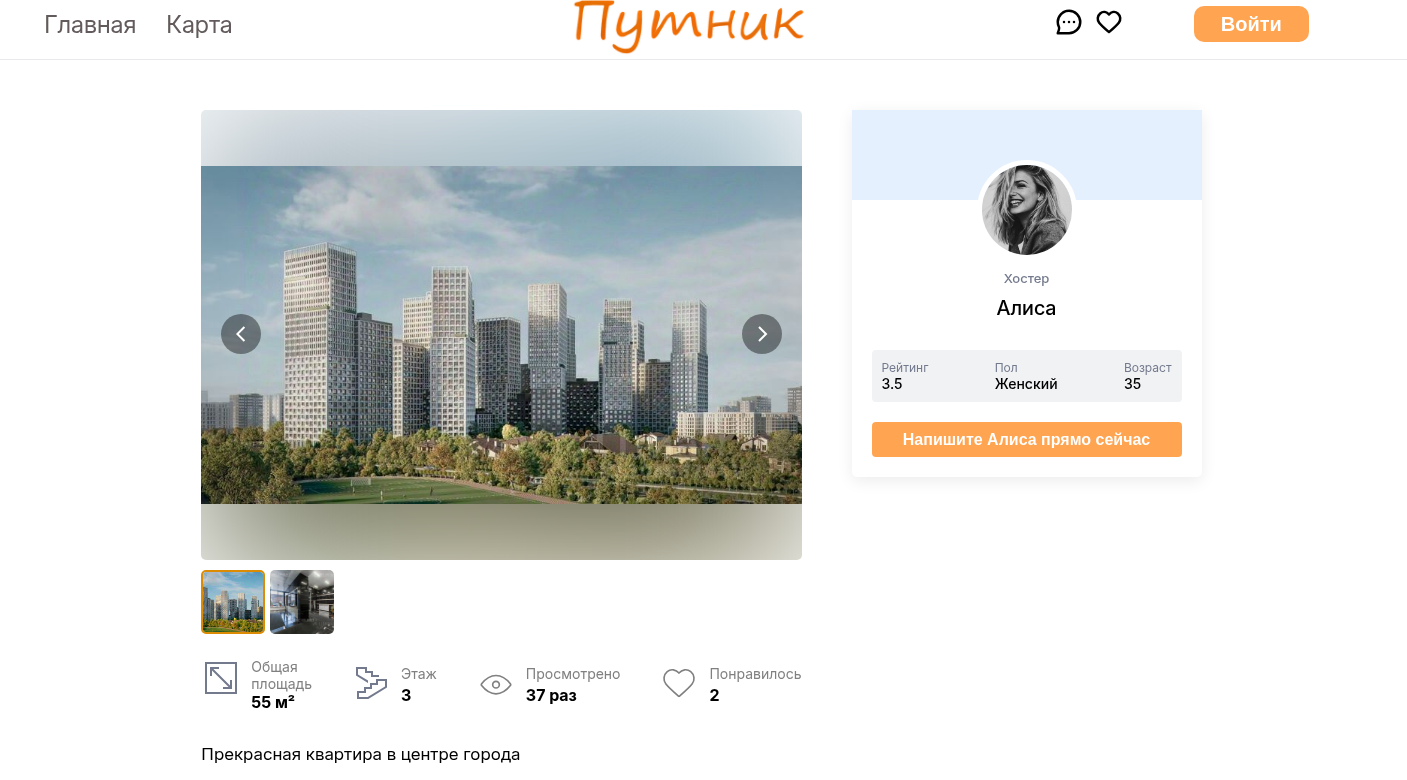 Главная
Карта
Путник
Войти
Хостер
Алиса
Рейтинг
3.5
Пол
Женский
Возраст
35
Напишите Алиса прямо сейчас
Общая
площадь
55 м²
Этаж
3
Просмотрено
37 раз
Понравилось
2
Прекрасная квартира в центре города